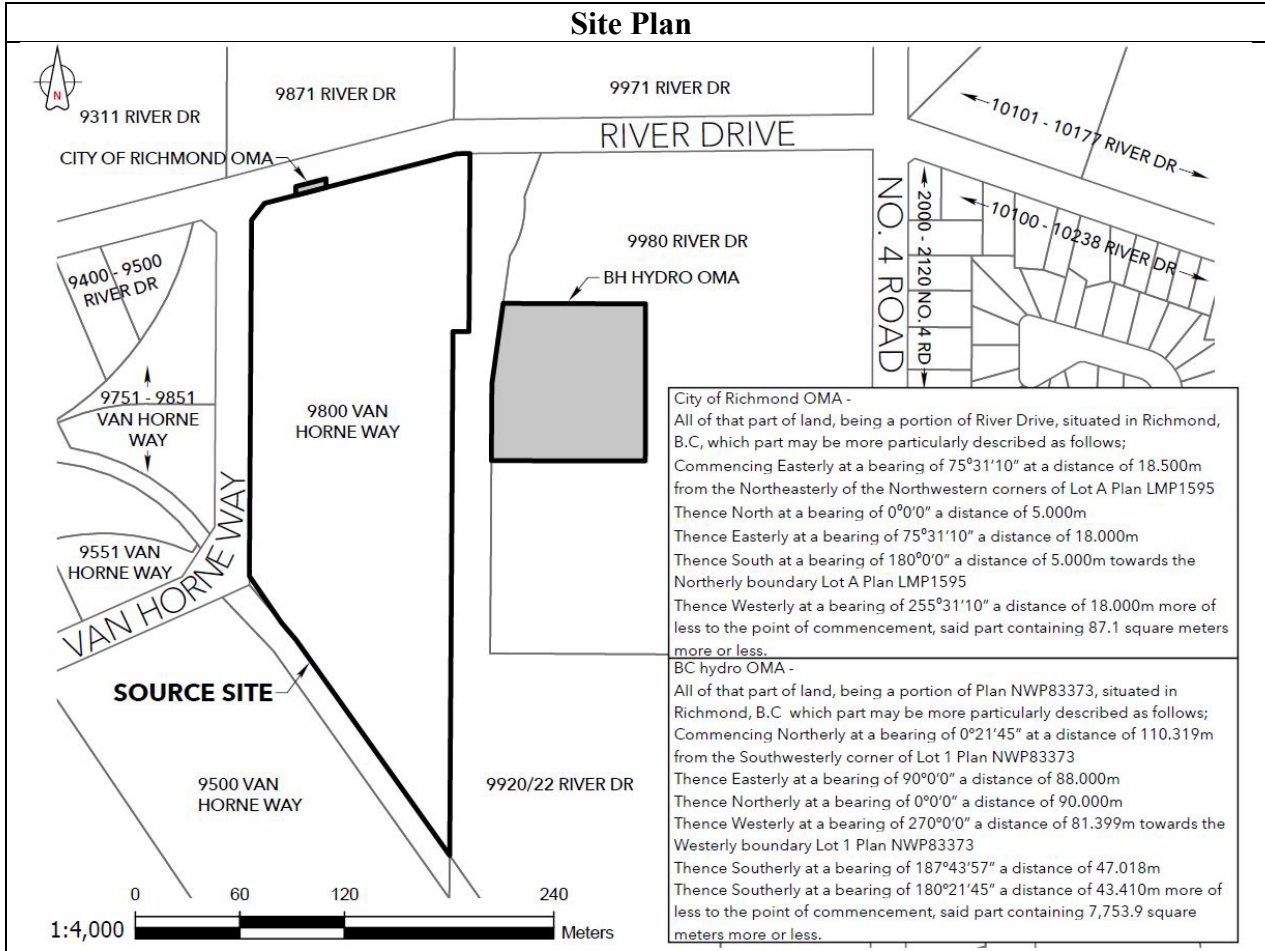 Site Plan
N
9311 RIVER DR
9871 RIVER DR
9971 RIVER DR
RIVER DRIVE
10101 - 10177 RIVER DR
CITY OF RICHMOND OMA
NO. 4 ROAD
2000 - 2120 NO. 4 RD
10100 - 10238 RIVER DR
9980 RIVER DR
BH HYDRO OMA
9400 - 9500
RIVER DR
9751 - 9851
VAN HORNE
WAY
9800 VAN
HORNE WAY
9551 VAN
HORNE WAY
VAN HORNE WAY
SOURCE SITE
9500 VAN
HORNE WAY
9920/22 RIVER DR
City of Richmond OMA -
All of that part of land, being a portion of River Drive, situated in Richmond,
B.C, which part may be more particularly described as follows;
Commencing Easterly at a bearing of 75⁰31'10" at a distance of 18.500m
from the Northeasterly of the Northwestern corners of Lot A Plan LMP1595
Thence North at a bearing of 0⁰0'0" a distance of 5.000m
Thence Easterly at a bearing of 75⁰31'10" a distance of 18.000m
Thence South at a bearing of 180⁰0'0" a distance of 5.000m towards the
Northerly boundary Lot A Plan LMP1595
Thence Westerly at a bearing of 255⁰31'10" a distance of 18.000m more of
less to the point of commencement, said part containing 87.1 square meters
more or less.
BC hydro OMA -
All of that part of land, being a portion of Plan NWP83373, situated in
Richmond, B.C which part may be more particularly described as follows;
Commencing Northerly at a bearing of 0°21'45" at a distance of 110.319m
from the Southwesterly corner of Lot 1 Plan NWP83373
Thence Easterly at a bearing of 90°0'0" a distance of 88.000m
Thence Northerly at a bearing of 0°0'0" a distance of 90.000m
Thence Westerly at a bearing of 270°0'0" a distance of 81.399m towards the
Westerly boundary Lot 1 Plan NWP83373
Thence Southerly at a bearing of 187°43'57" a distance of 47.018m
Thence Southerly at a bearing of 180°21'45" a distance of 43.410m more of
less to the point of commencement, said part containing 7,753.9 square
meters more or less.
0 60 120 240
1:4,000 Meters